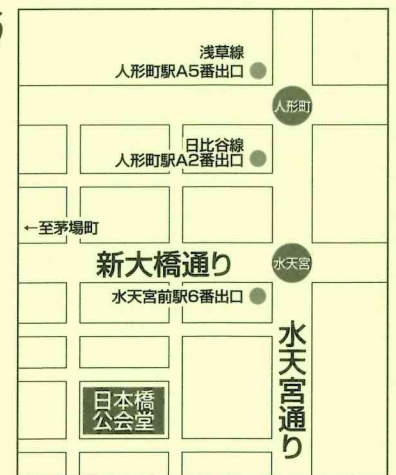 浅草線
人形町駅A5番出口
人形町
日比谷線
人形町駅A2番出口
←至茅場町
新大橋通り
水天宮
水天宮前駅6番出口
水天宮通り
日本橋
公会堂